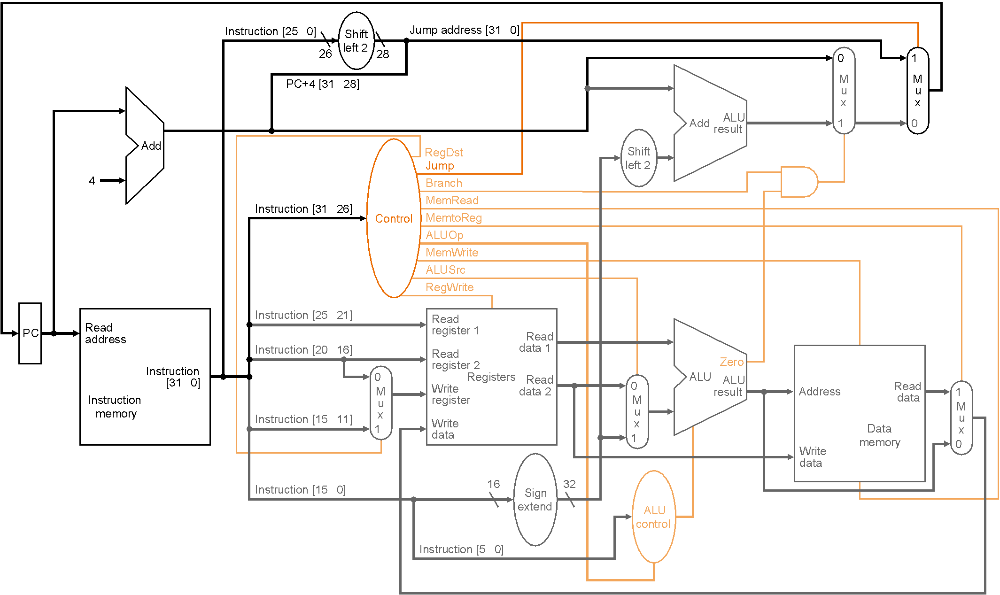 Instruction [25 0]
26
Shift
left 2
28
Jump address [31 0]
PC+4 [31 28]
Add
4
0
M
u
x
1
1
M
u
x
0
Add
ALU
result
Shift
left 2
RegDst
Jump
Branch
MemRead
MemtoReg
ALUOp
MemWrite
ALUSrc
RegWrite
Control
Instruction [31 26]
PC
Read
address
Instruction
[31 0]
Instruction
memory
Instruction [25 21]
Instruction [20 16]
0
M
u
x
1
Instruction [15 11]
Read
register 1
Read
register 2
Write
register
Write
data
Registers
Read
data 1
Read
data 2
0
M
u
x
1
Zero
ALU
ALU
result
Address
Write
data
Read
data
Data
memory
1
M
u
x
0
Instruction [15 0]
16
Sign
extend
32
ALU
control
Instruction [5 0]